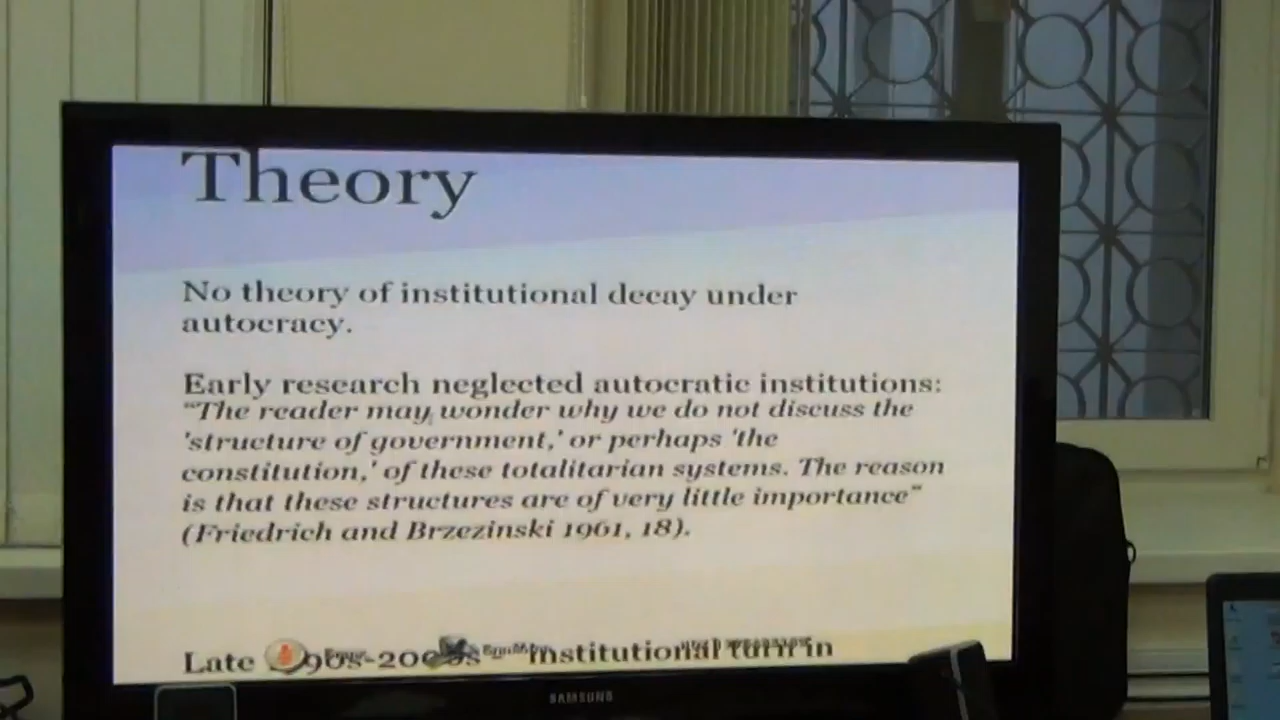 Theory
No theory of institutional decay under
autocracy.
Early research neglected autocratic institutions:
“The reader may wonder why we do not discuss the
'structure of government,' or perhaps 'the
constitution,' of these totalitarian systems. The reason
is that these structures are of very little importance”
(Friedrich and Brzezinski 1961, 18).
Late institutional turn in
SAMSUNG